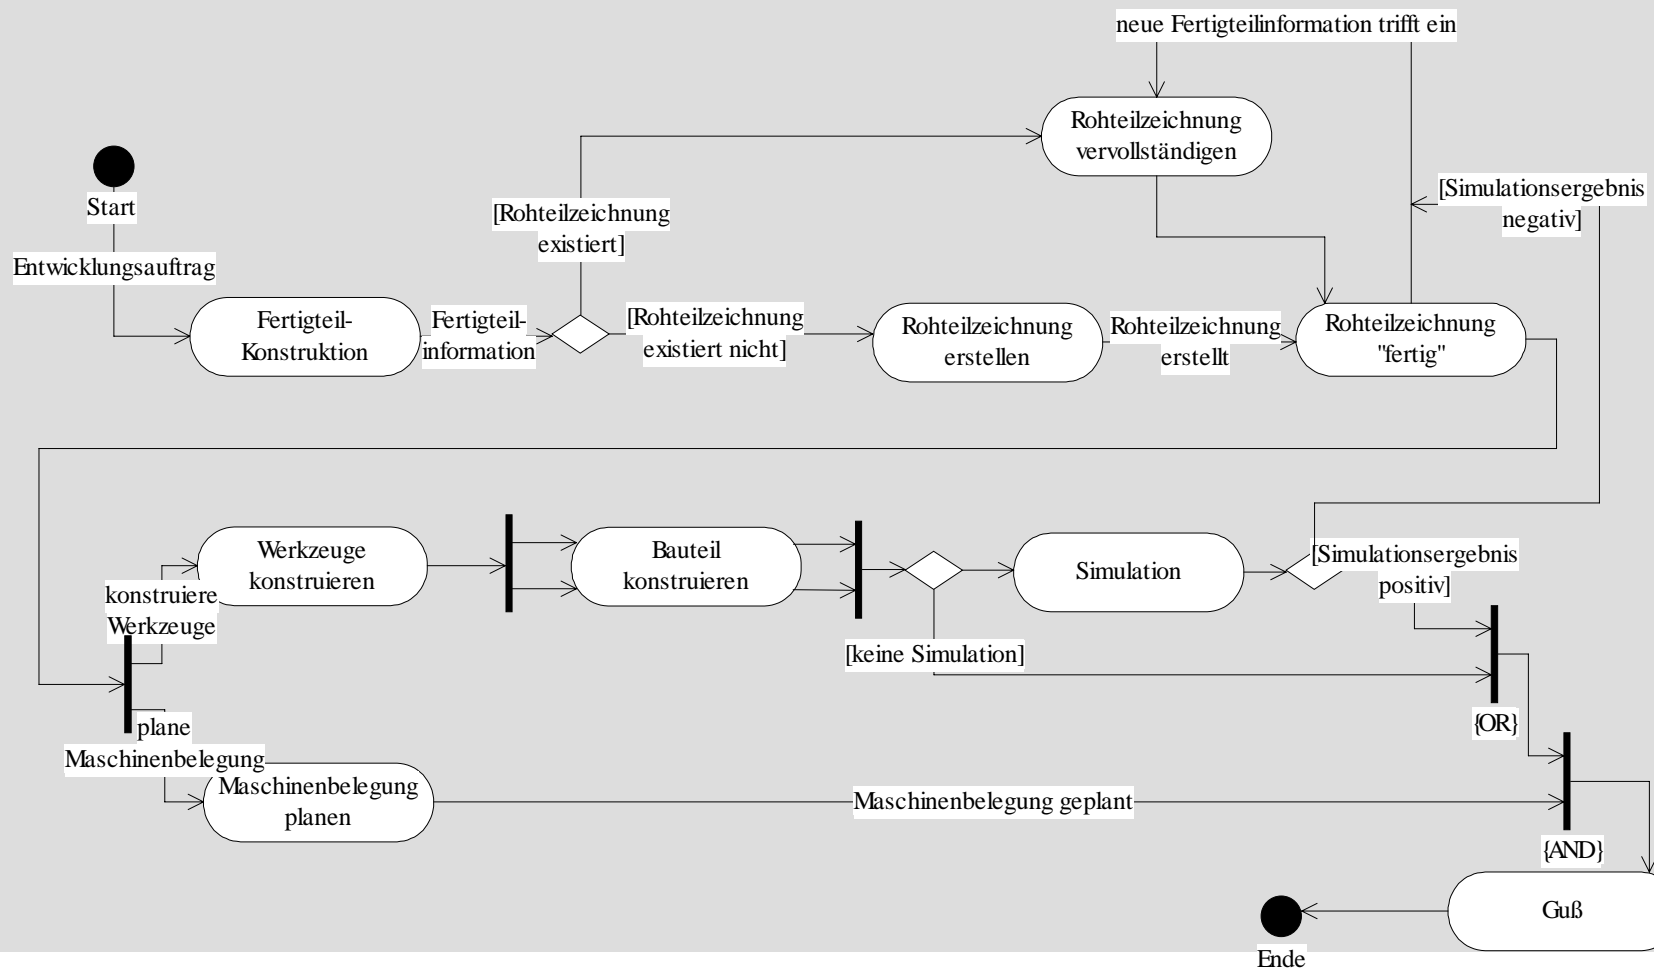 neue Fertigteilinformation trifft ein
Rohteilzeichnung
vervollständigen
Start
[Simulationsergebnis
negativ]
[Rohteilzeichnung
existiert]
Entwicklungsauftrag
Fertigteil-
Konstruktion
Fertigteil-
information
[Rohteilzeichnung
existiert nicht]
Rohteilzeichnung
erstellen
Rohteilzeichnung
erstellt
Rohteilzeichnung
"fertig"
Werkzeuge
konstruieren
Bauteil
konstruieren
Simulation
[Simulationsergebnis
positiv]
konstruiere
Werkzeuge
[keine Simulation]
{OR}
plane
Maschinenbelegung
Maschinenbelegung
planen
Maschinenbelegung geplant
{AND}
Guß
Ende